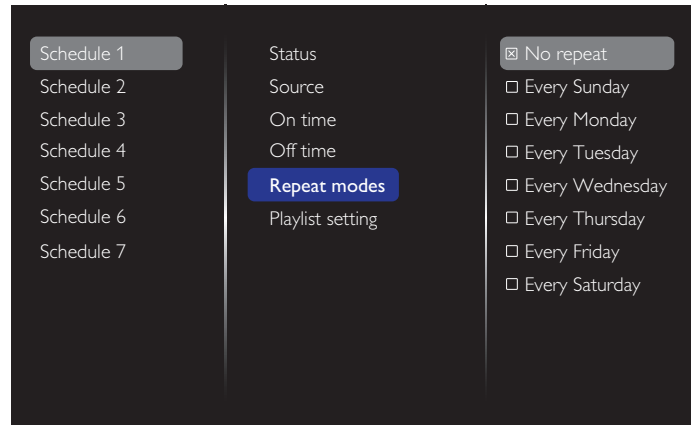 Schedule 1
Schedule 2
Schedule 3
Schedule 4
Schedule 5
Schedule 6
Schedule 7
Status
Source
On time
Off time
Repeat modes
Playlist setting
☒ No repeat
☐ Every Sunday
☐ Every Monday
☐ Every Tuesday
☐ Every Wednesday
☐ Every Thursday
☐ Every Friday
☐ Every Saturday